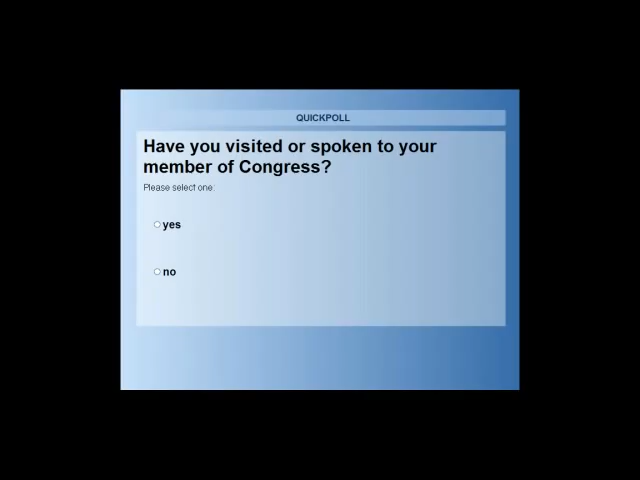 QUICKPOLL
Have you visited or spoken to your
member of Congress?
Please select one:
yes
no